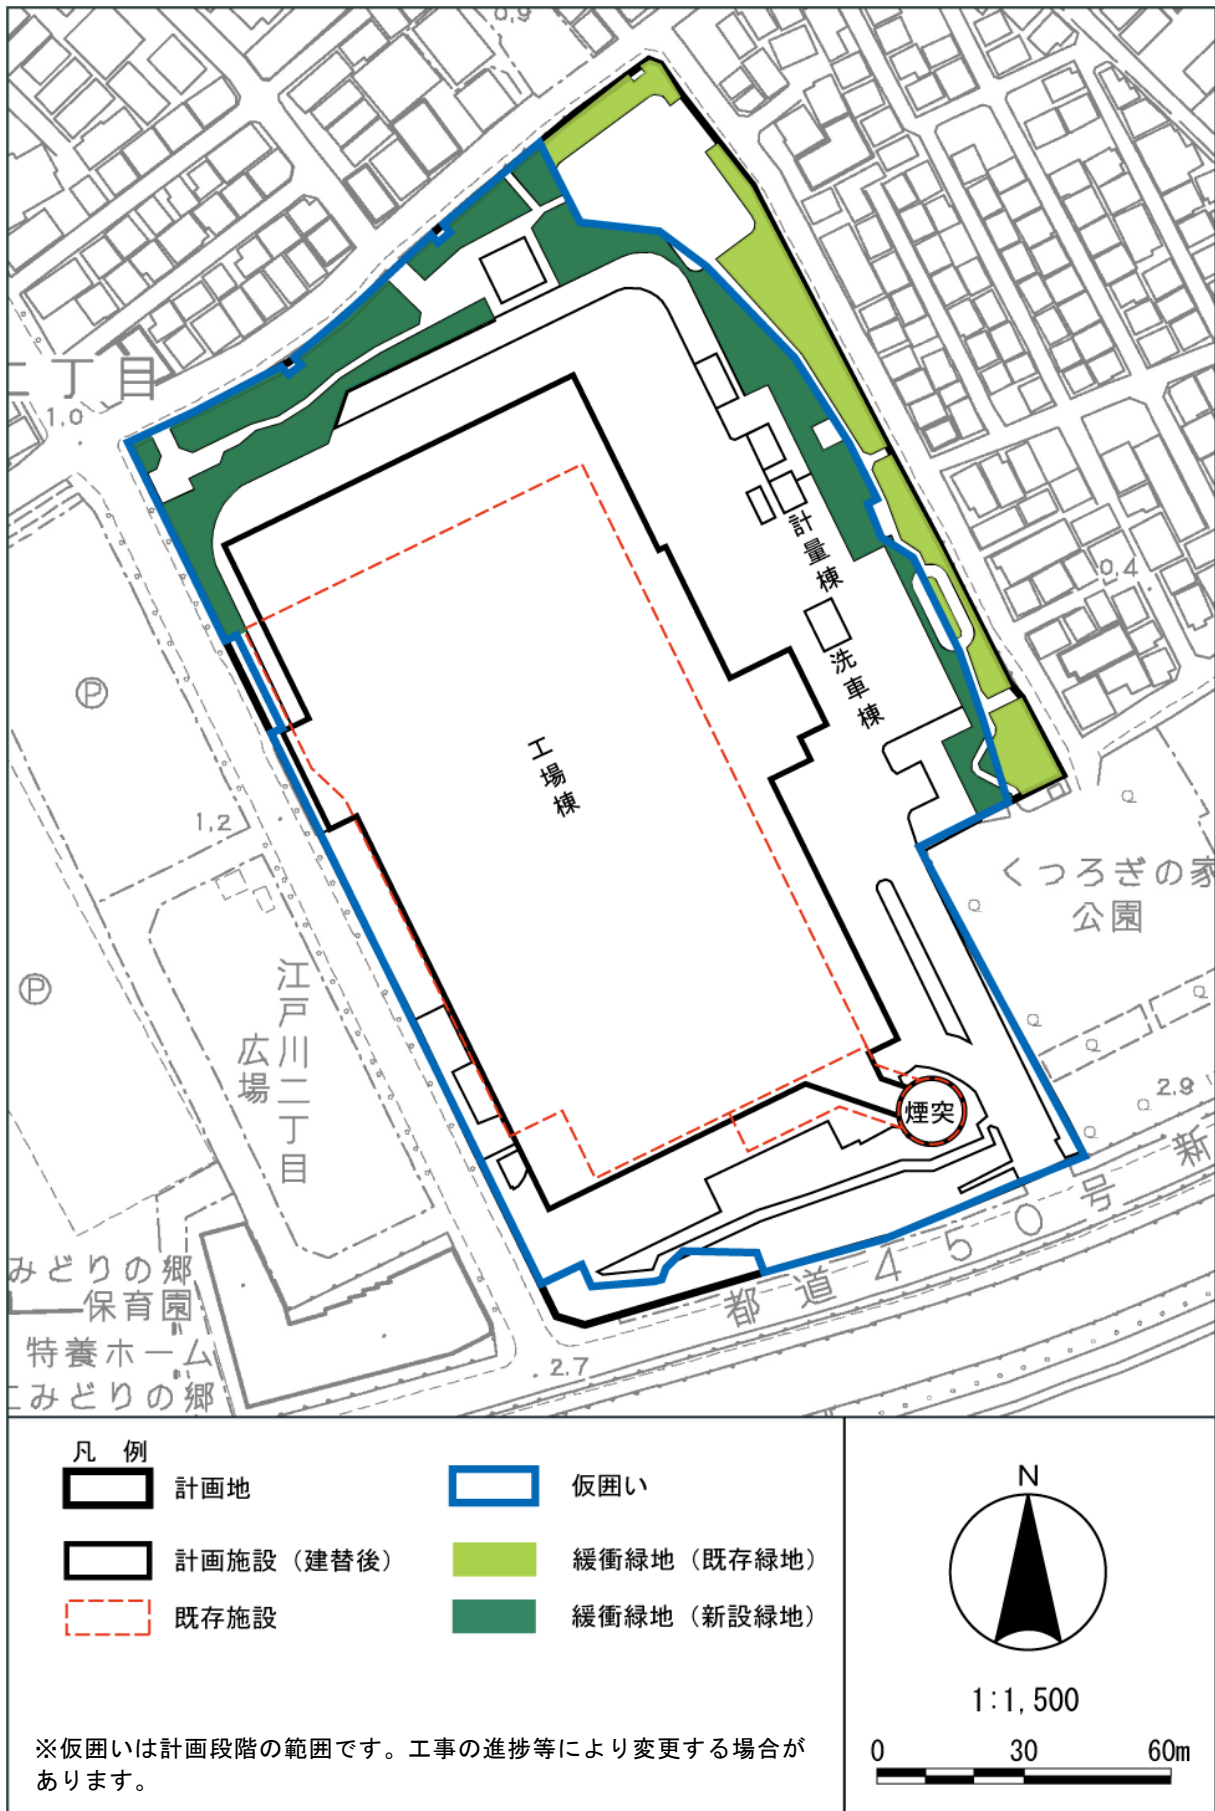 0.9
二丁目
1.0
計量棟
0.4
洗車棟
Ⓟ
工場棟
1.2
くつろぎの家
公園
Ⓟ
江戸川二丁目
広場
2.9
煙突
都道450号
新
みどりの郷
保育園
特養ホーム
みどりの郷
2.7
凡 例
計画地
仮囲い
計画施設（建替後）
緩衝緑地（既存緑地）
既存施設
緩衝緑地（新設緑地）
N
1:1,500
0 30 60m
※仮囲いは計画段階の範囲です。工事の進捗等により変更する場合が
あります。